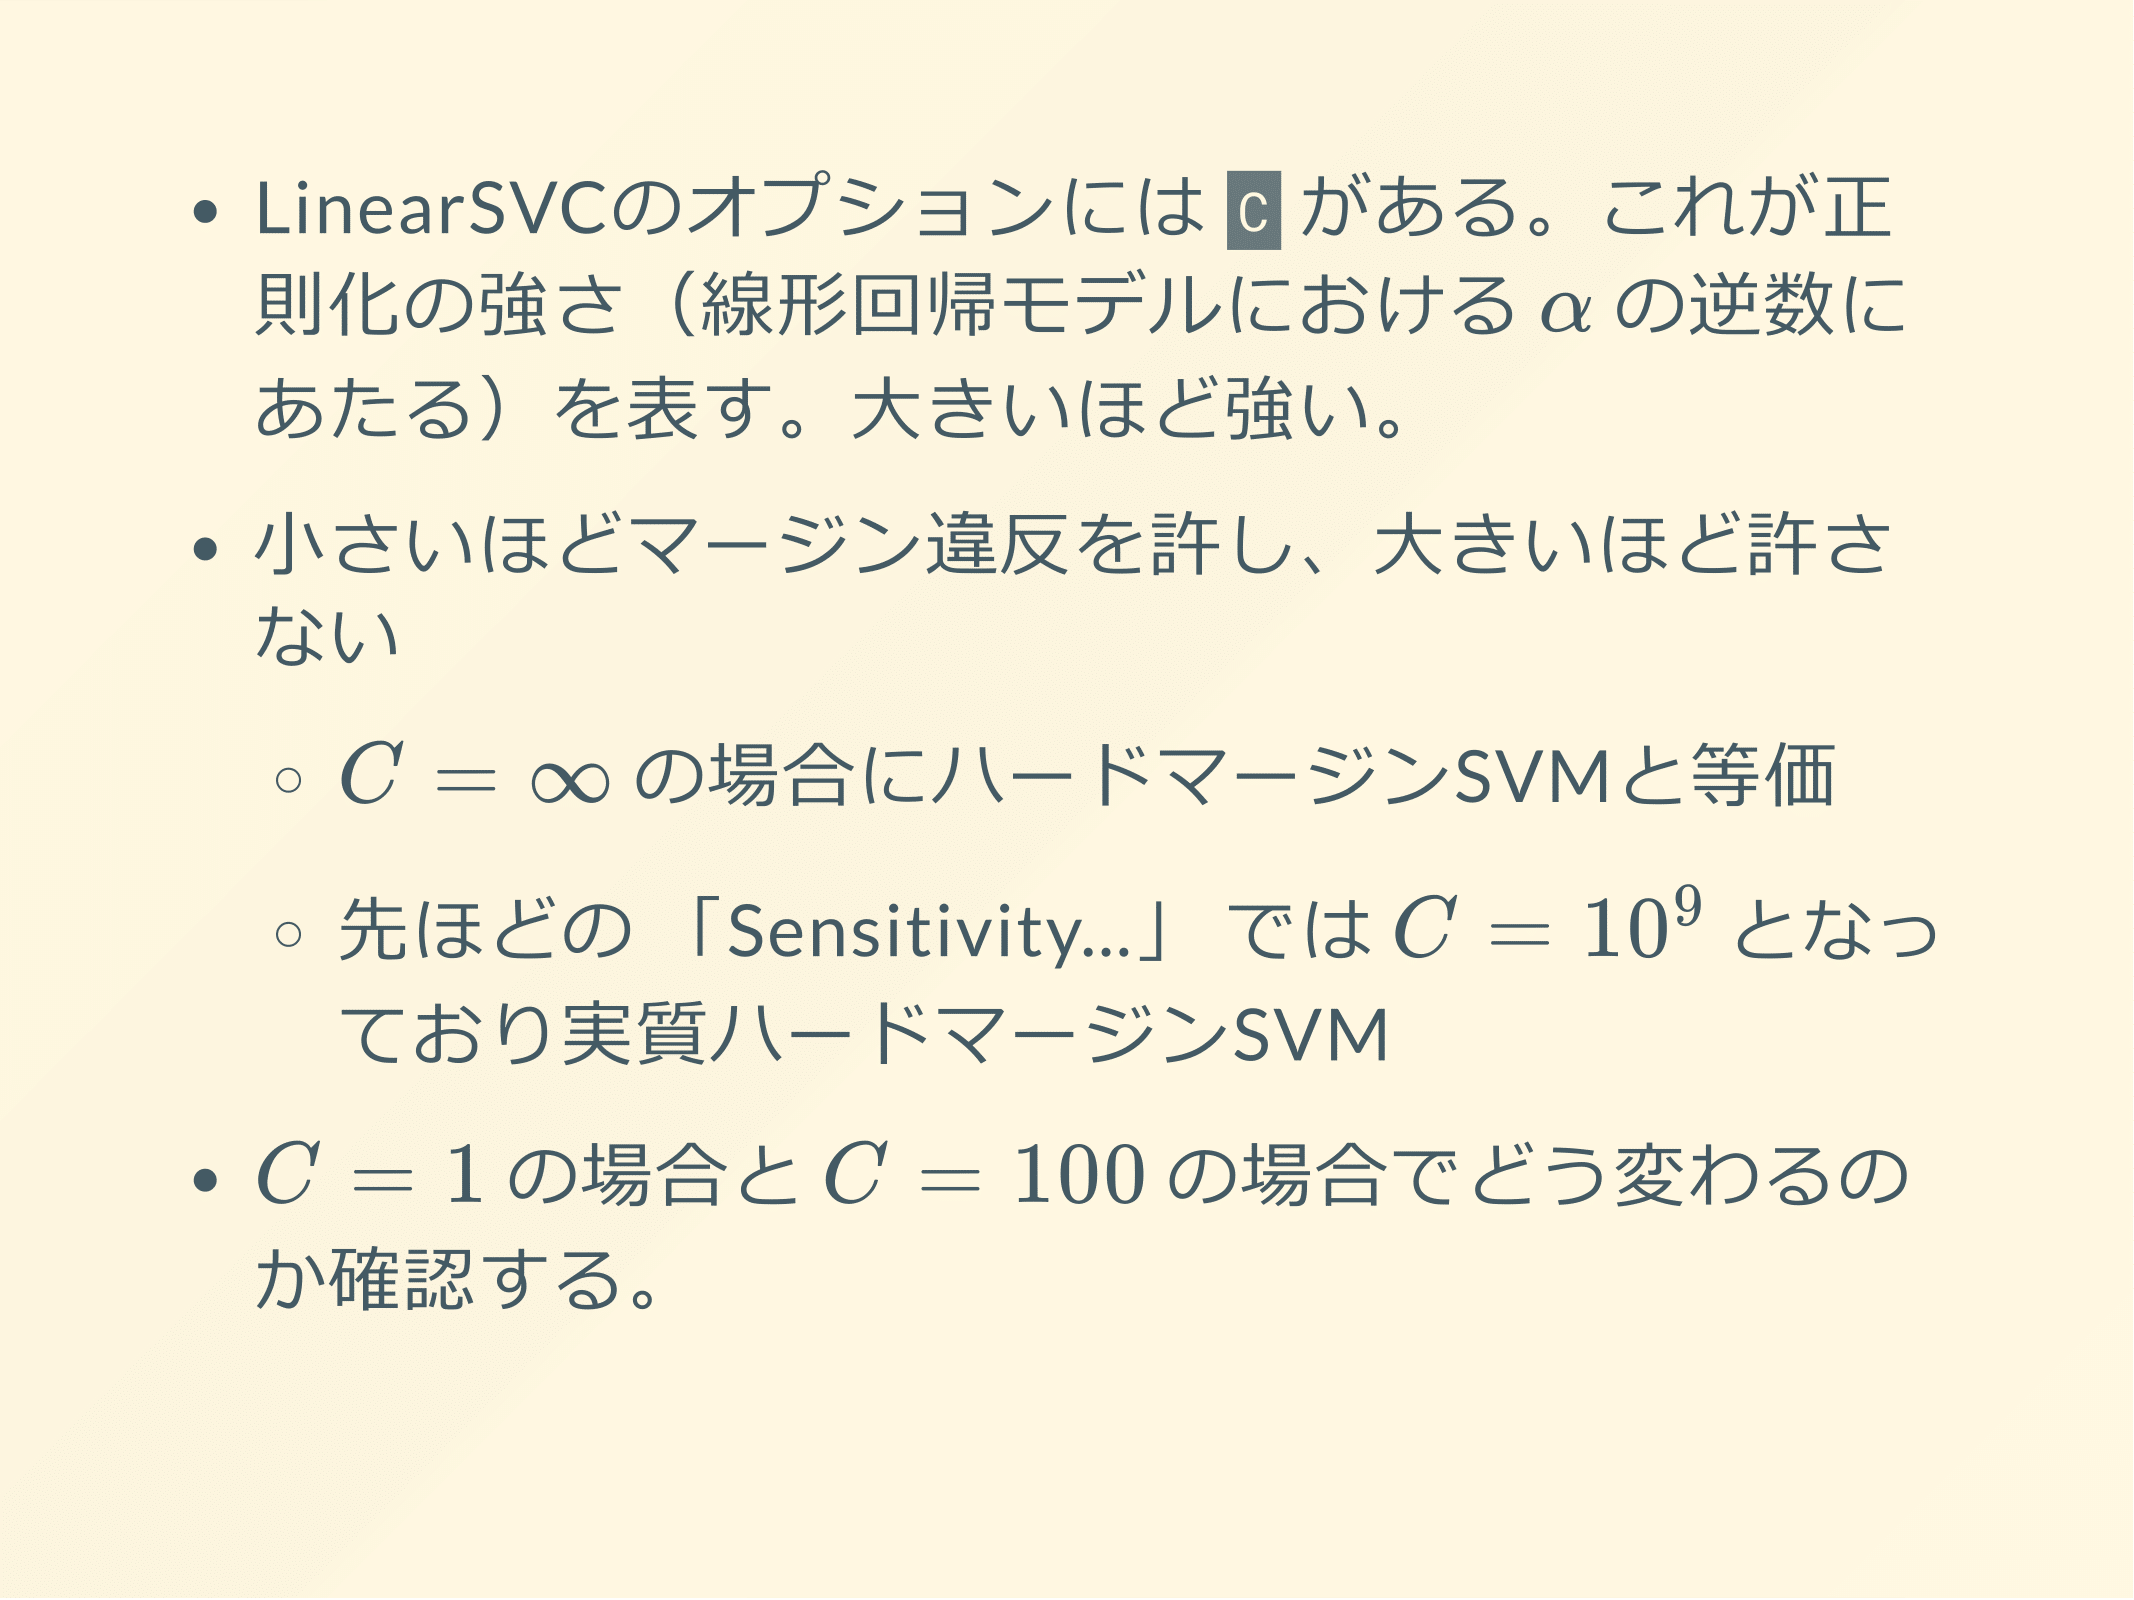 • LinearSVCのオプションには C がある。これが正
則化の強さ（線形回帰モデルにおける α の逆数に
あたる）を表す。大きいほど強い。
• 小さいほどマージン違反を許し、大きいほど許さ
ない
◦ C = ∞ の場合にハードマージンSVMと等価
◦ 先ほどの「Sensitivity...」では C = 10⁹ となっ
ており実質ハードマージンSVM
• C = 1 の場合と C = 100 の場合でどう変わるの
か確認する。